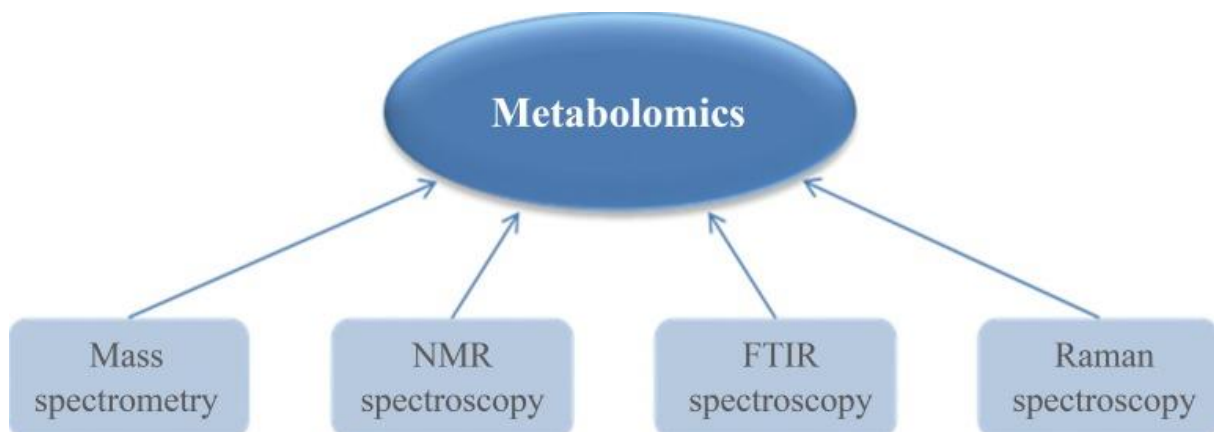 Metabolomics
Mass
spectrometry
NMR
spectroscopy
FTIR
spectroscopy
Raman
spectroscopy